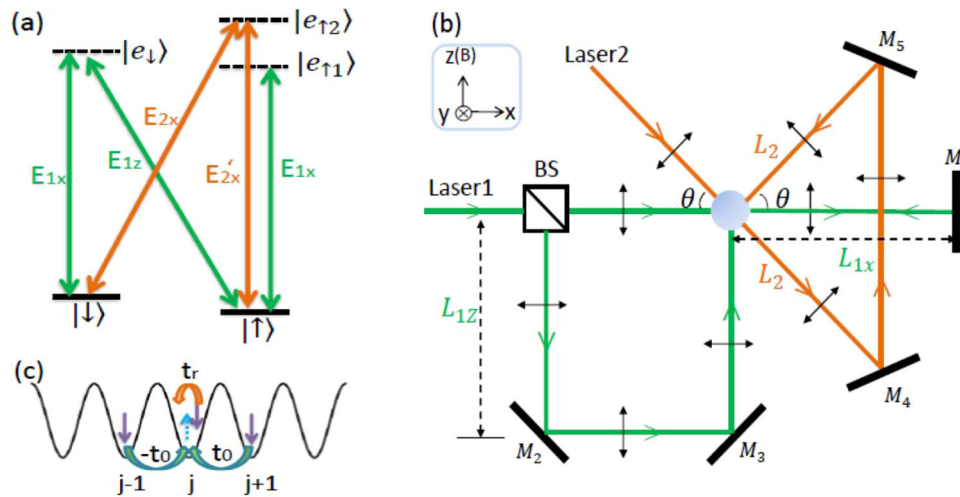 (a)
|e↑2⟩
|e↓⟩
|e↑1⟩
E2x
E1z
E1x
E2x′
E1x
|↓⟩
|↑⟩
(b)
z(B)
y
x
Laser2
M5
L2
BS
M1
Laser1
θ
θ
L1x
L1Z
L2
M4
M2
M3
(c)
tr
-t0
t0
j-1
j
j+1